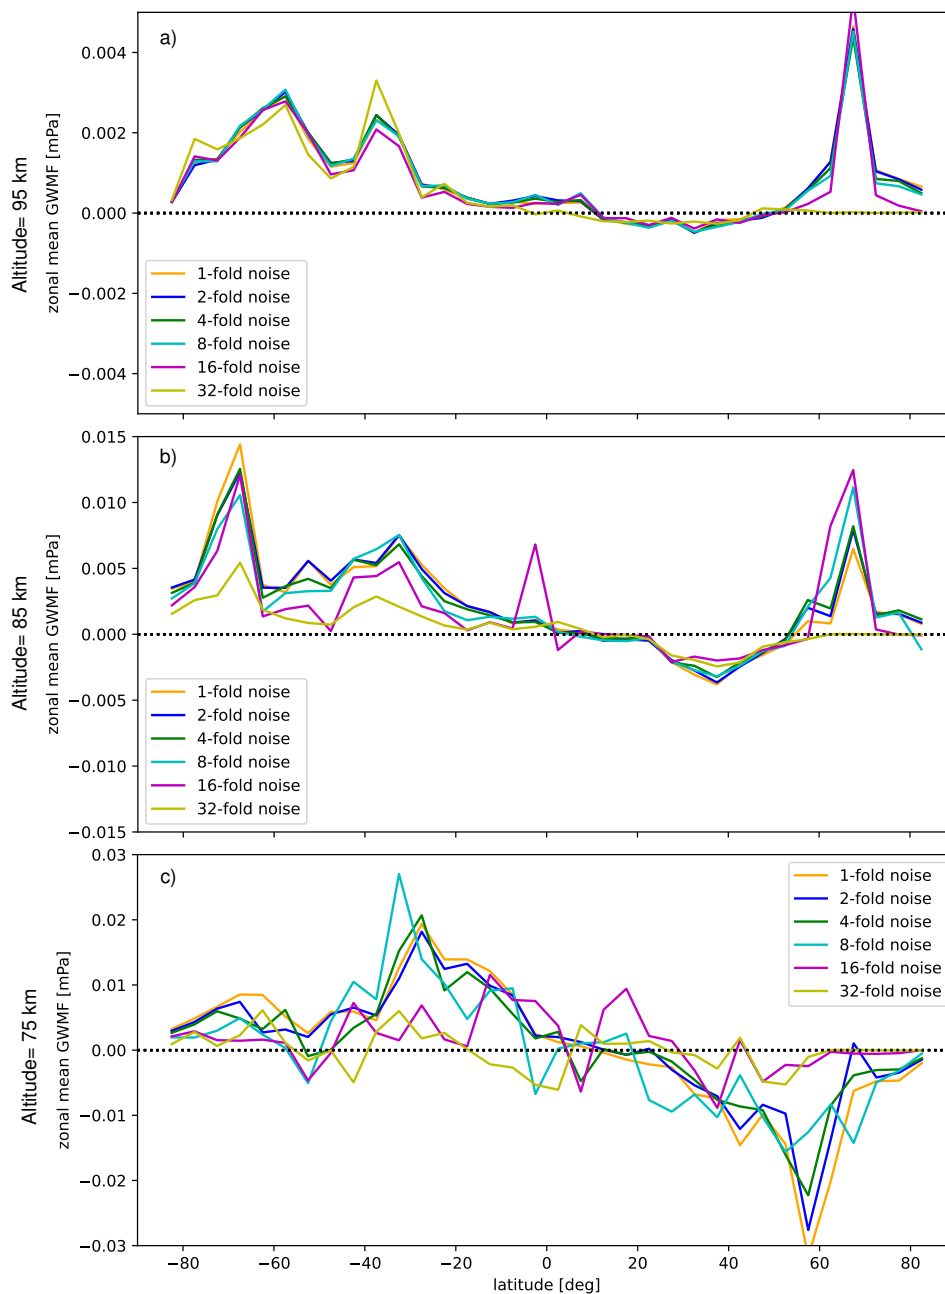 a)
0.004
0.002
0.000
−0.002
−0.004
Altitude= 95 km
zonal mean GWMF [mPa]
1-fold noise
2-fold noise
4-fold noise
8-fold noise
16-fold noise
32-fold noise
b)
0.015
0.010
0.005
0.000
−0.005
−0.010
−0.015
Altitude= 85 km
zonal mean GWMF [mPa]
1-fold noise
2-fold noise
4-fold noise
8-fold noise
16-fold noise
32-fold noise
c)
0.03
0.02
0.01
0.00
−0.01
−0.02
−0.03
Altitude= 75 km
zonal mean GWMF [mPa]
1-fold noise
2-fold noise
4-fold noise
8-fold noise
16-fold noise
32-fold noise
−80 −60 −40 −20 0 20 40 60 80
latitude [deg]